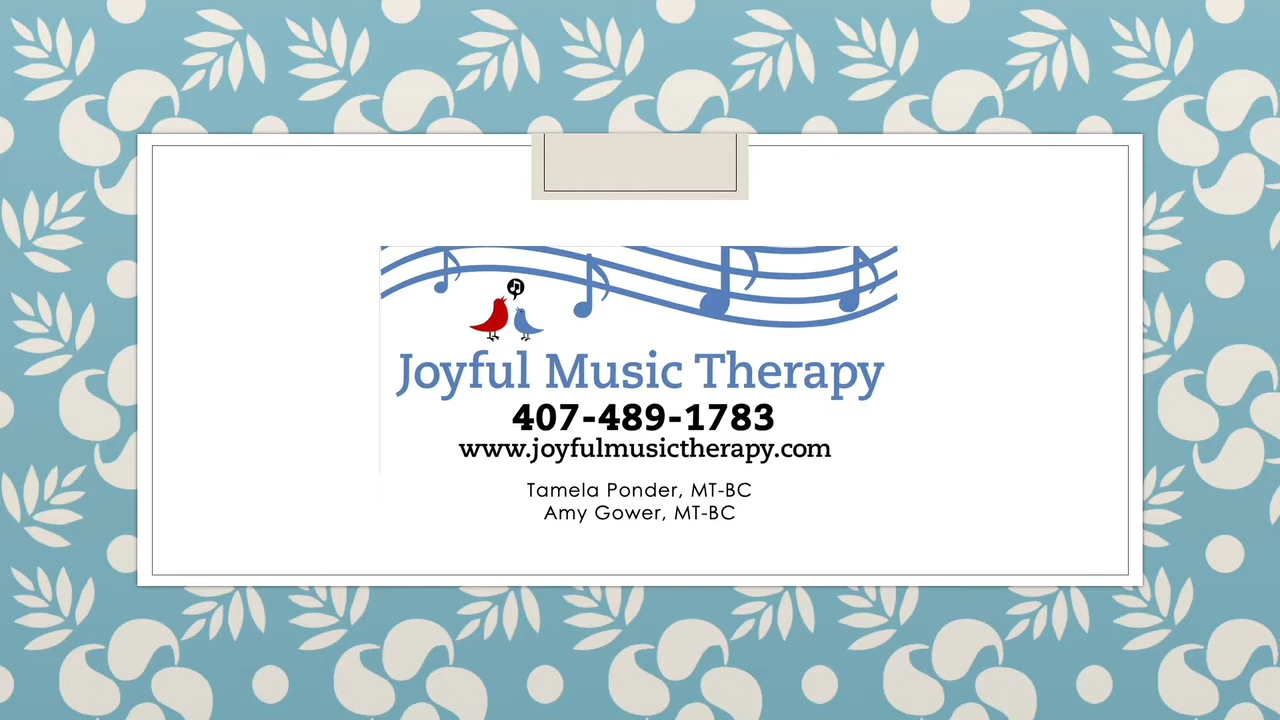 Joyful Music Therapy
407-489-1783
www.joyfulmusictherapy.com
Tamela Ponder, MT-BC
Amy Gower, MT-BC